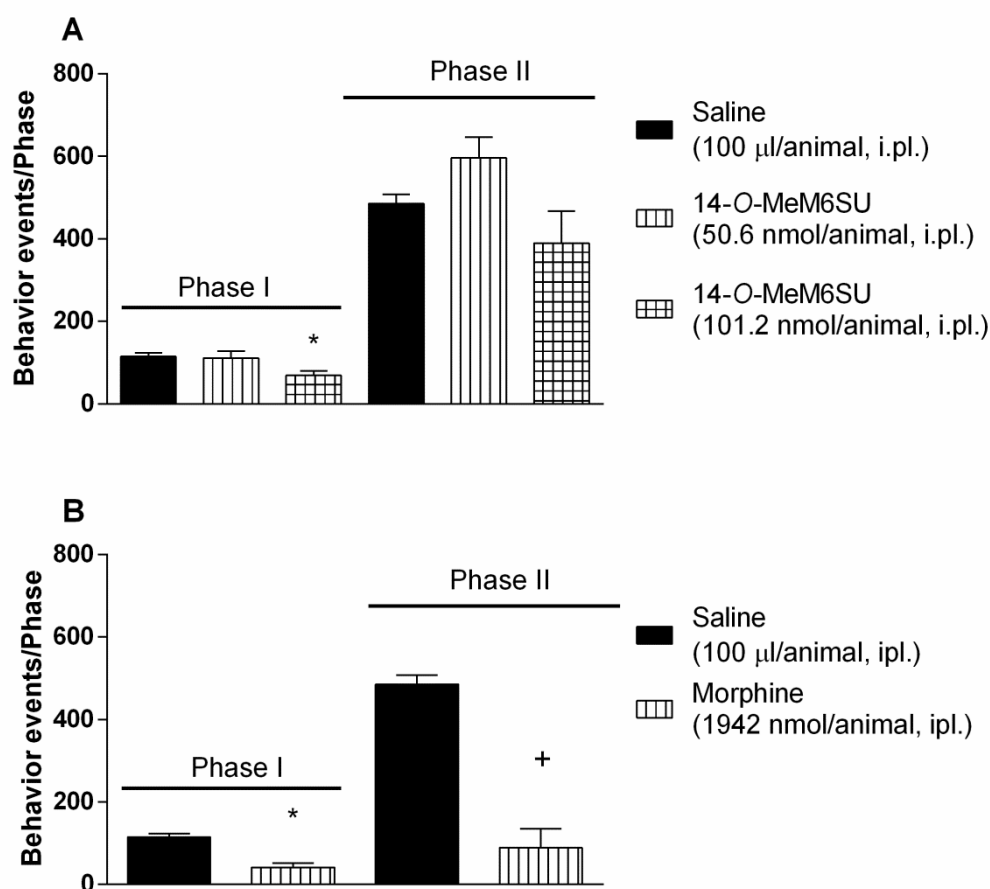 A
Behavior events/Phase
800
600
400
200
0
Phase I
*
Phase II
Saline
(100 μl/animal, i.pl.)
14-O-MeM6SU
(50.6 nmol/animal, i.pl.)
14-O-MeM6SU
(101.2 nmol/animal, i.pl.)
B
Behavior events/Phase
800
600
400
200
0
Phase I
*
Phase II
+
Saline
(100 μl/animal, ipl.)
Morphine
(1942 nmol/animal, ipl.)